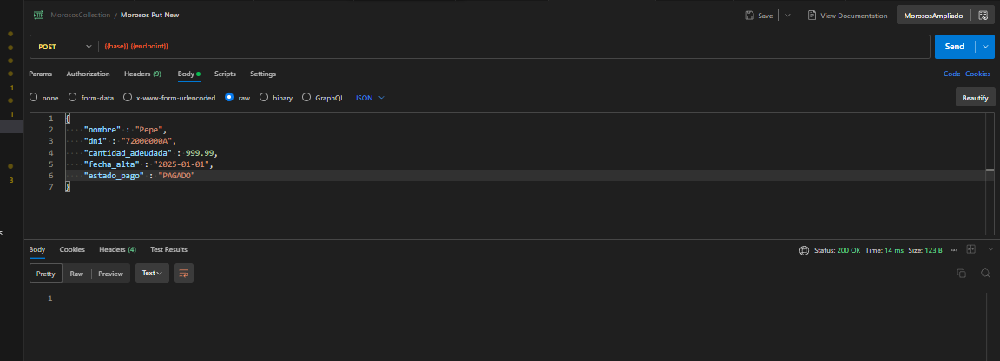 MorososCollection / Morosos Put New
Save
View Documentation
MorososAmpliado
POST
{{base}} {{endpoint}}
Send
Params Authorization Headers (9) Body Scripts Settings
Code Cookies
none form-data x-www-form-urlencoded raw binary GraphQL JSON
Beautify
1 {
2 "nombre" : "Pepe",
3 "dni" : "72000000A",
4 "cantidad_adeudada" : 999.99,
5 "fecha_alta" : "2025-01-01",
6 "estado_pago" : "PAGADO"
7 }
Body Cookies Headers (4) Test Results
Status: 200 OK Time: 14 ms Size: 123 B
Pretty Raw Preview Text
1
1
1
3
s